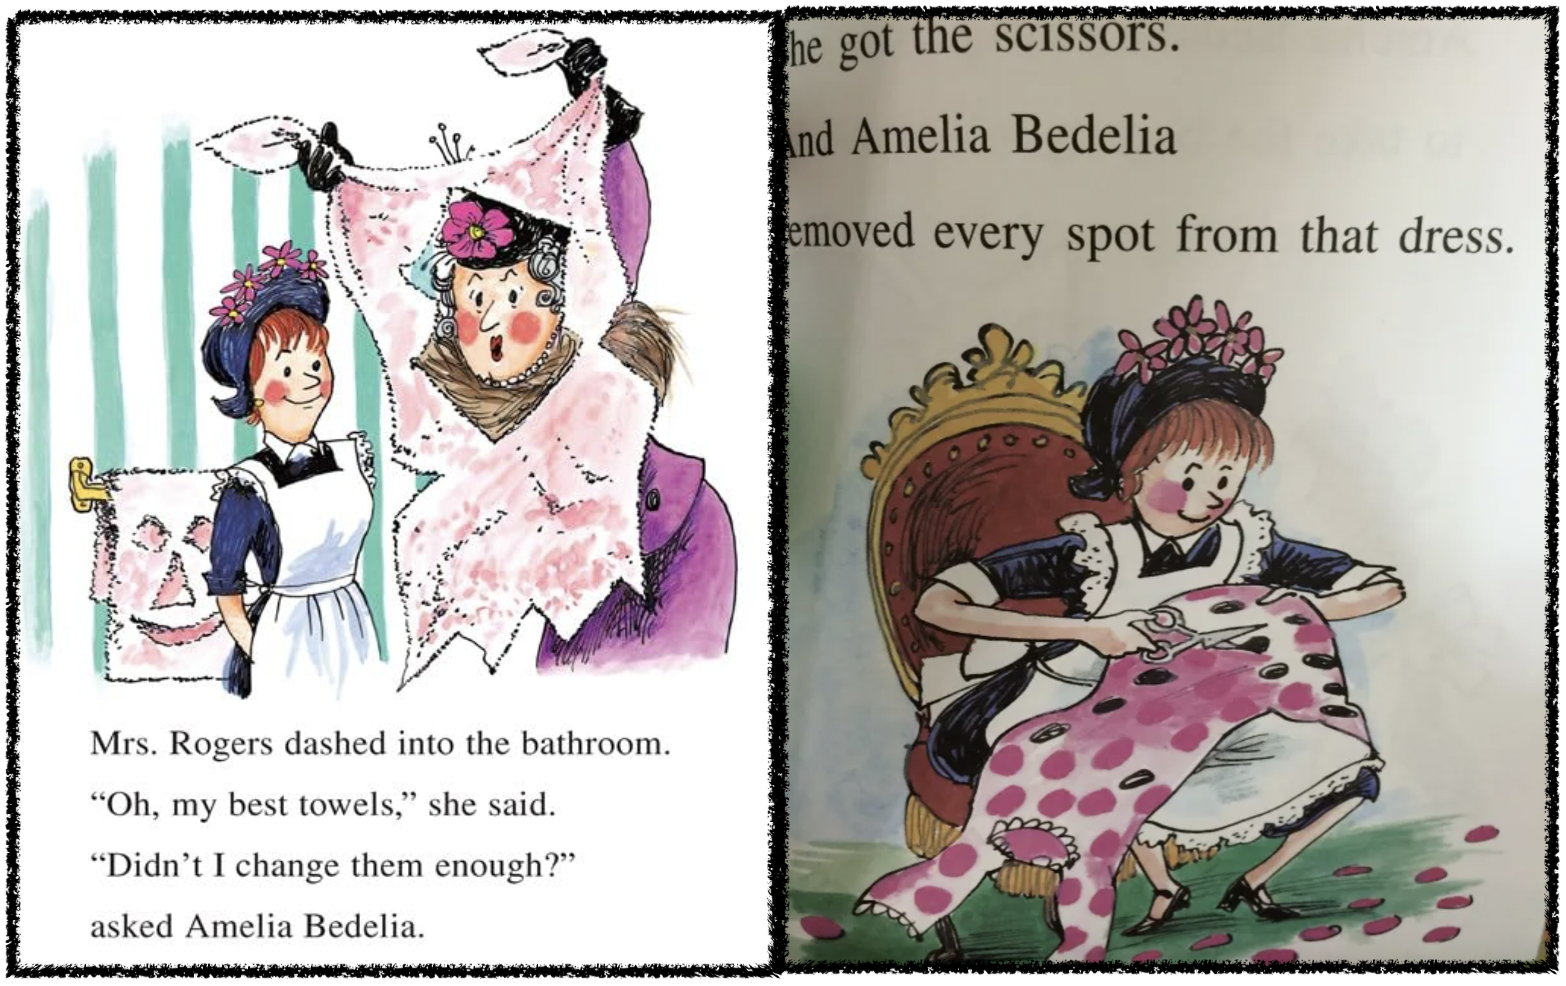 Mrs. Rogers dashed into the bathroom.
“Oh, my best towels,” she said.
“Didn’t I change them enough?”
asked Amelia Bedelia.
he got the scissors.
And Amelia Bedelia
emoved every spot from that dress.